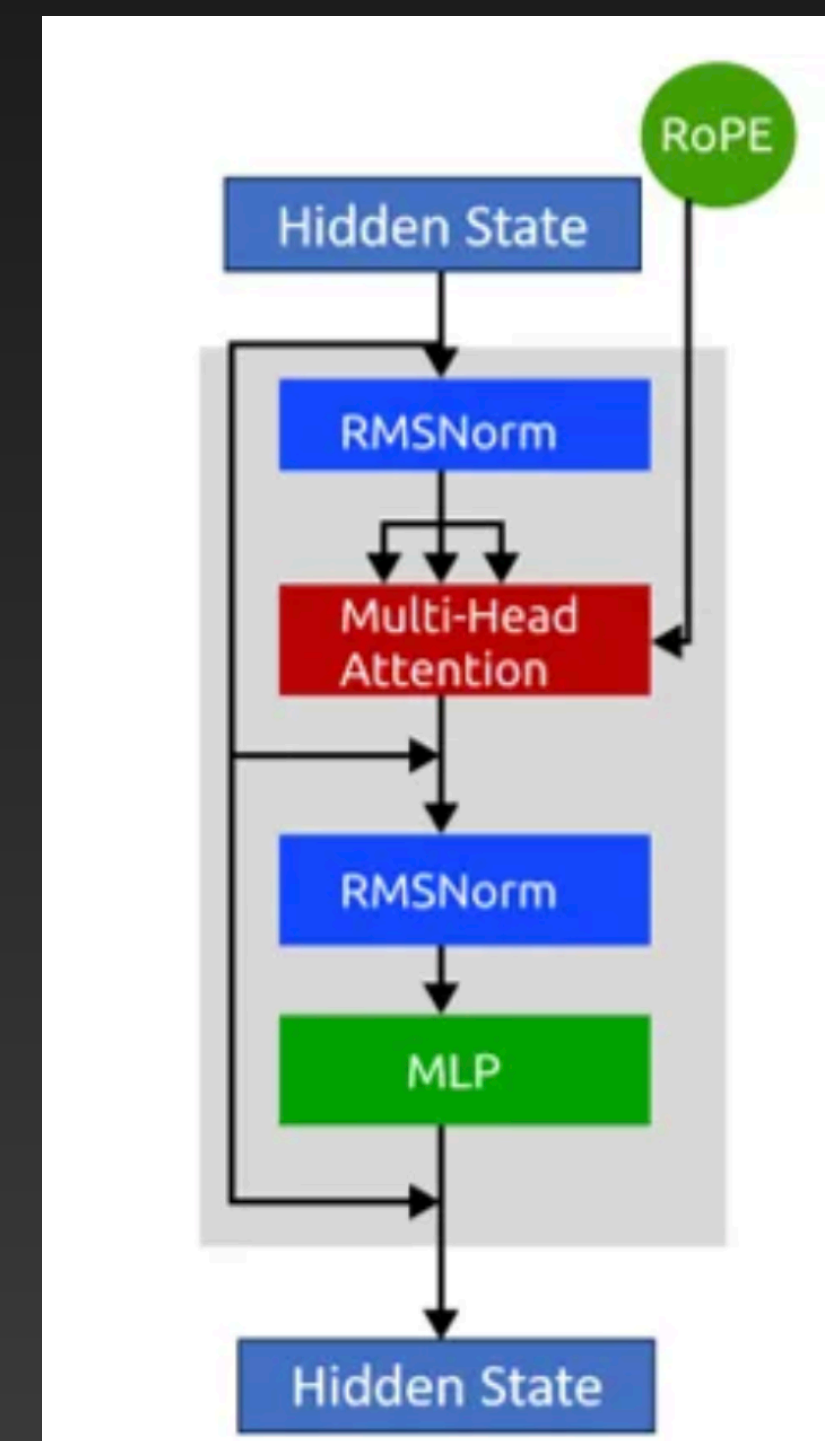 RoPE
Hidden State
RMSNorm
Multi-Head
Attention
RMSNorm
MLP
Hidden State